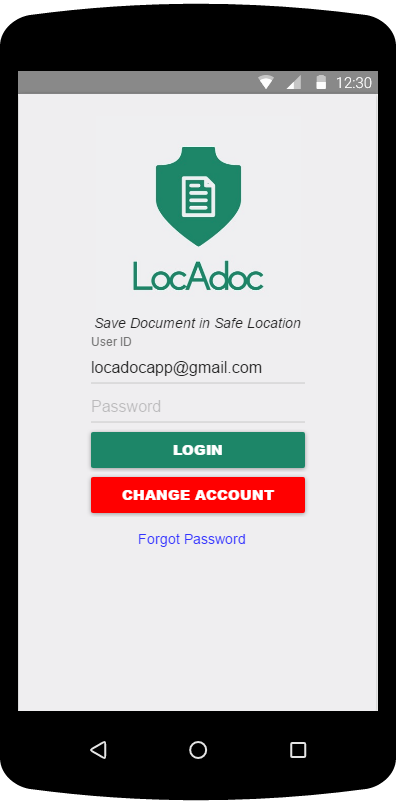 12:30
LocAdoc
Save Document in Safe Location
User ID
locadocapp@gmail.com
Password
LOGIN
CHANGE ACCOUNT
Forgot Password